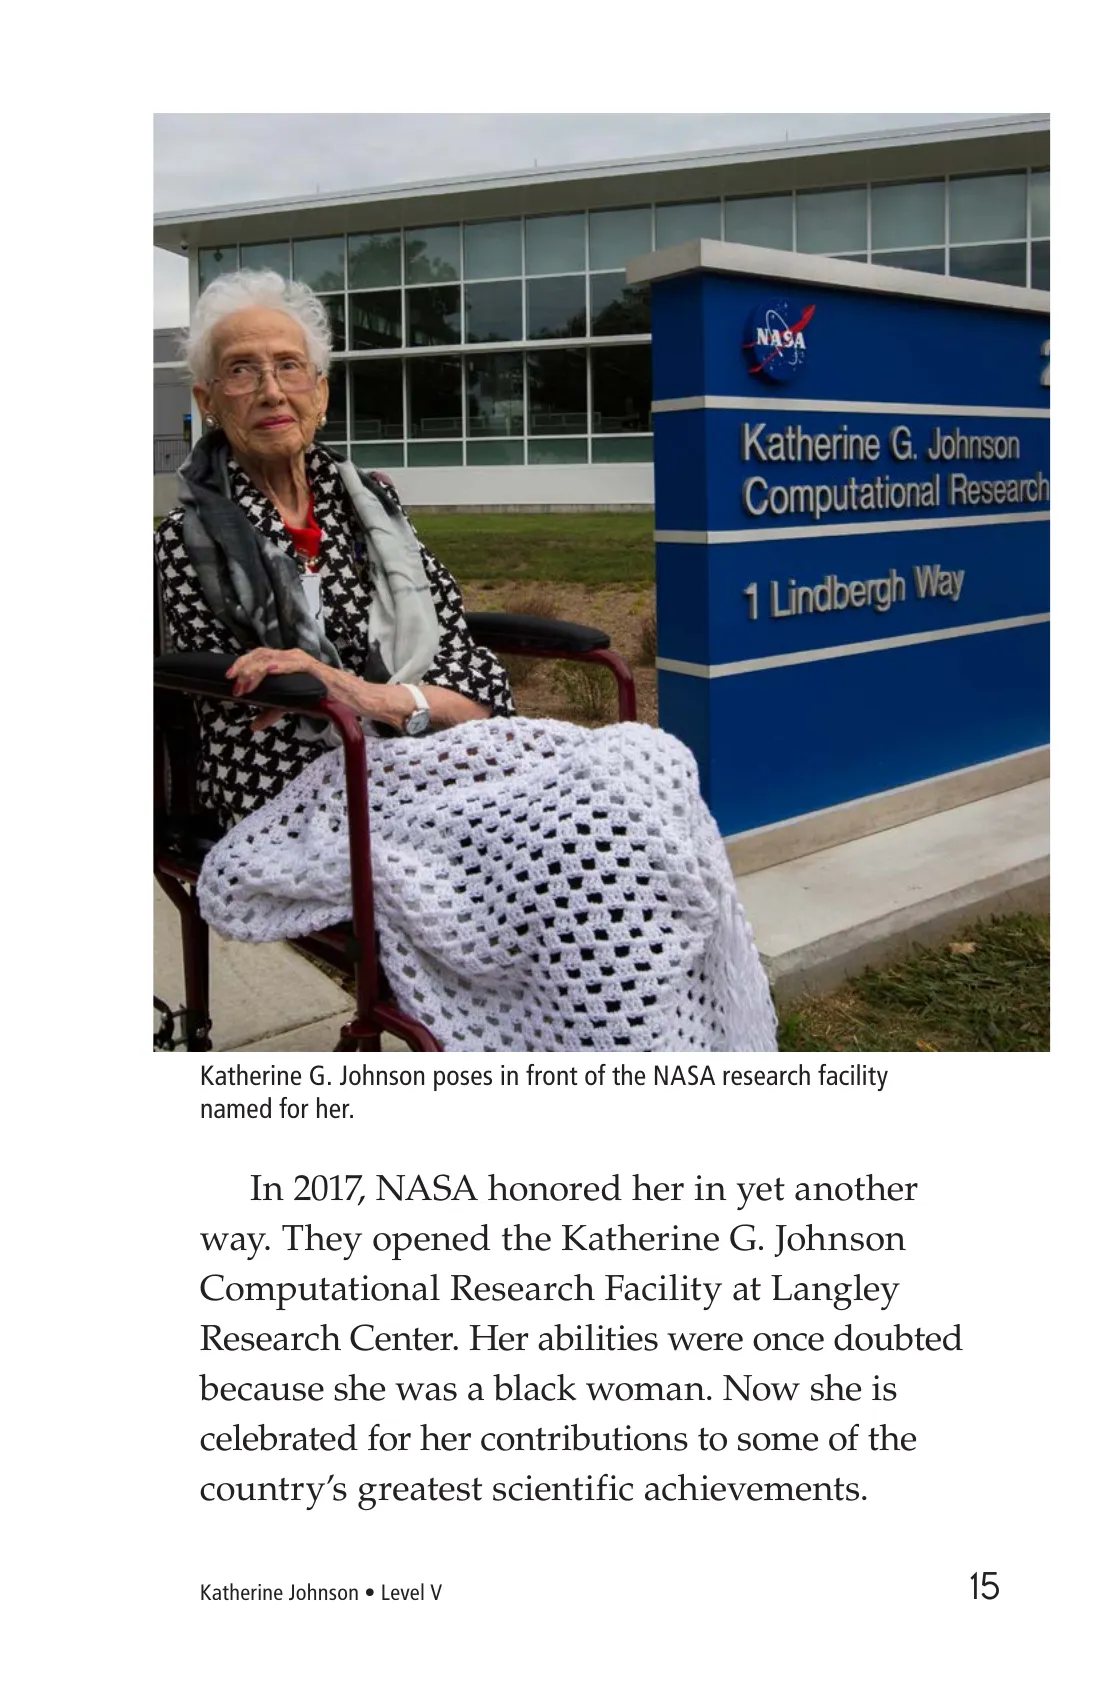 NASA
Katherine G. Johnson
Computational Research
1 Lindbergh Way
Katherine G. Johnson poses in front of the NASA research facility
named for her.
In 2017, NASA honored her in yet another
way. They opened the Katherine G. Johnson
Computational Research Facility at Langley
Research Center. Her abilities were once doubted
because she was a black woman. Now she is
celebrated for her contributions to some of the
country’s greatest scientific achievements.
Katherine Johnson • Level V
15